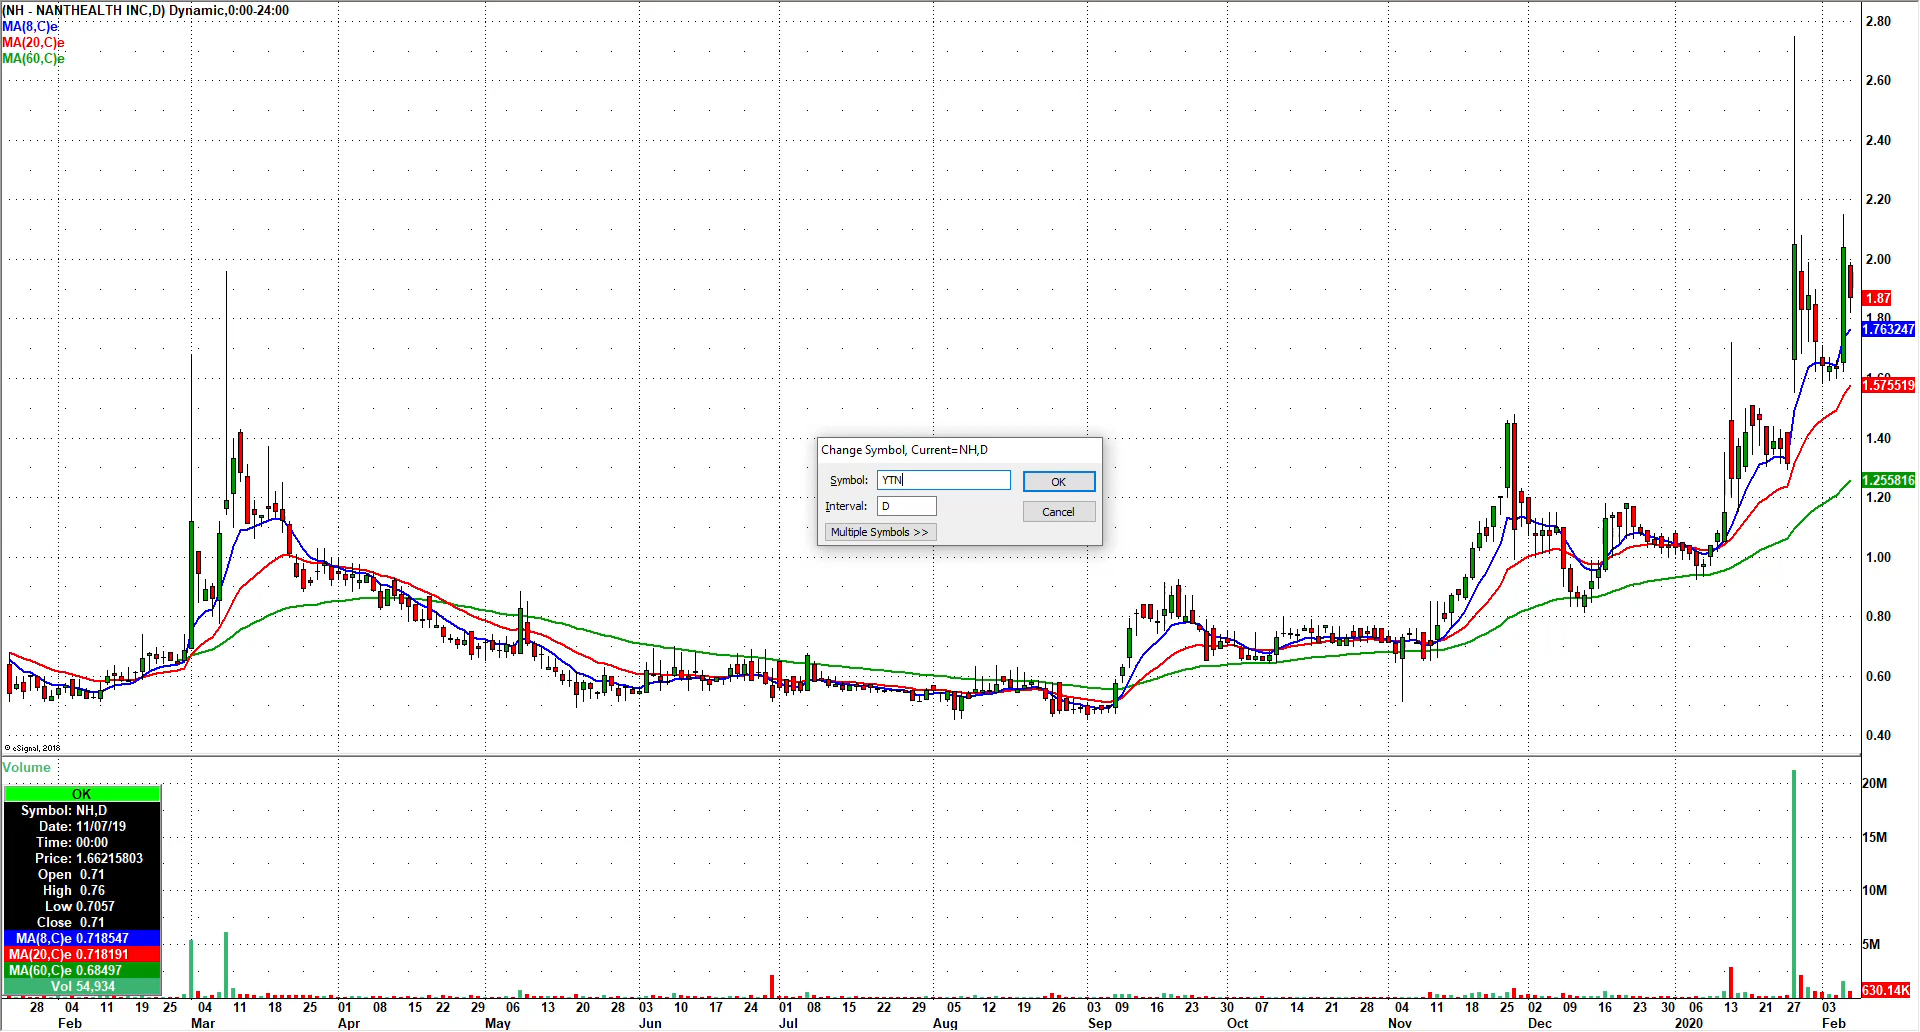 (NH - NANTHEALTH INC,D) Dynamic,0:00-24:00
MA(8,C)e
MA(20,C)e
MA(60,C)e
2.80
2.60
2.40
2.20
2.00
1.87
1.80
1.763247
1.60
1.575519
1.40
1.255816
1.20
1.00
0.80
0.60
0.40
Change Symbol, Current=NH,D
Symbol: YTN OK
Interval: D Cancel
Multiple Symbols >>
© eSignal, 2018
Volume
20M
15M
10M
5M
630.14K
OK
Symbol: NH,D
Date: 11/07/19
Time: 00:00
Price: 1.66215803
Open 0.71
High 0.76
Low 0.7057
Close 0.71
MA(8,C)e 0.718547
MA(20,C)e 0.718191
MA(60,C)e 0.68497
Vol 54,934
28 04 11 19 25 04 11 18 25 01 08 15 22 29 06 13 20 28 03 10 17 24 01 08 15 22 29 05 12 19 26 03 09 16 23 30 07 14 21 28 04 11 18 25 02 09 16 23 30 06 13 21 27 03
Feb Mar Apr May Jun Jul Aug Sep Oct Nov Dec 2020 Feb